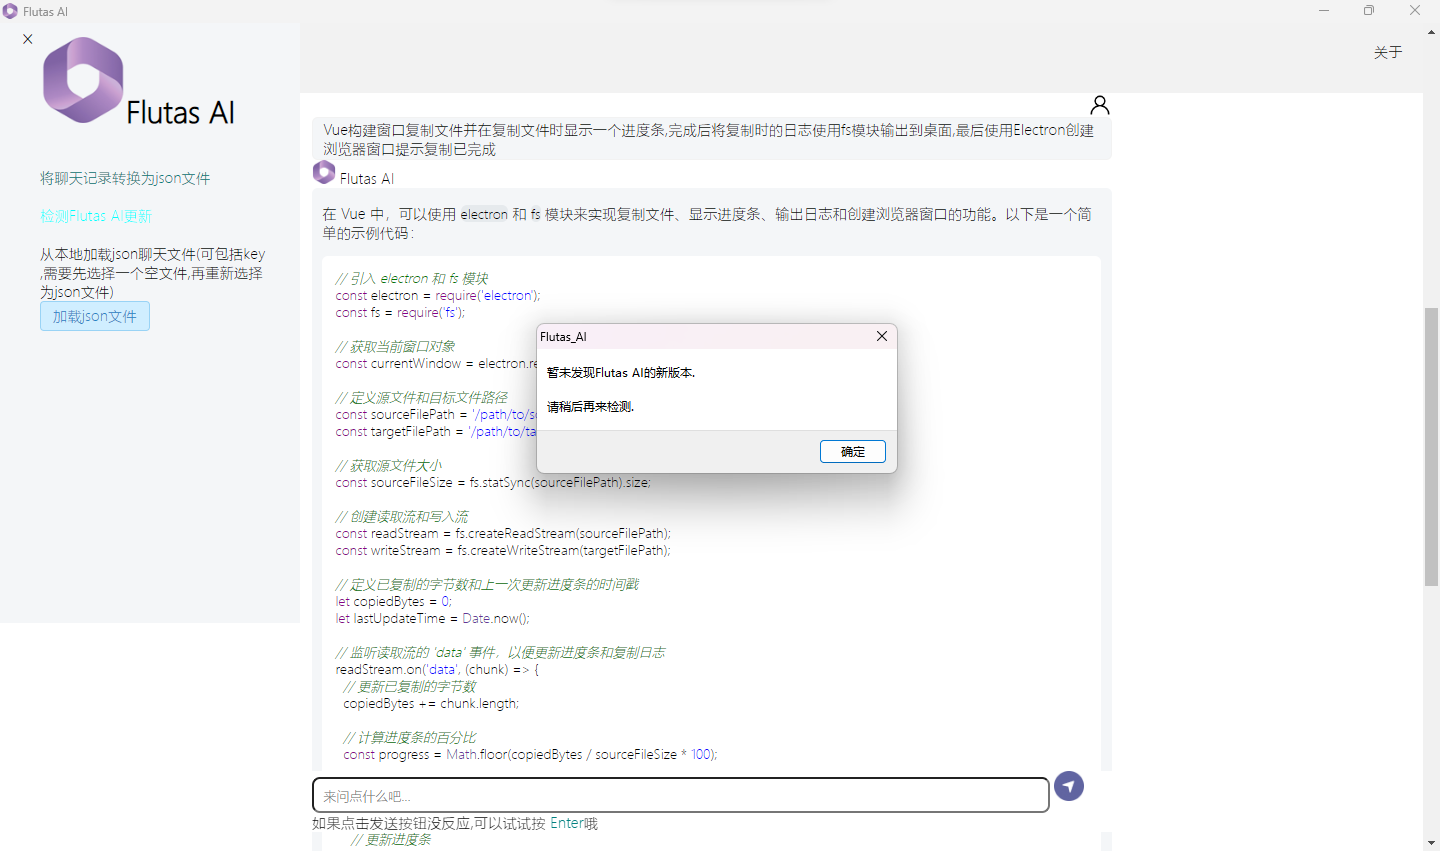 Flutas AI
Flutas AI
将聊天记录转换为json文件
检测Flutas AI更新
从本地加载json聊天文件(可包括key
,需要先选择一个空文件,再重新选择
为json文件)
加载json文件
关于
Vue构建窗口复制文件并在复制文件时显示一个进度条,完成后将复制时的日志使用fs模块输出到桌面,最后使用Electron创建
浏览器窗口提示复制已完成
Flutas AI
在 Vue 中，可以使用 electron 和 fs 模块来实现复制文件、显示进度条、输出日志和创建浏览器窗口的功能。以下是一个简
单的示例代码：
// 引入 electron 和 fs 模块
const electron = require('electron');
const fs = require('fs');
// 获取当前窗口对象
const currentWindow = electron.re
// 定义源文件和目标文件路径
const sourceFilePath = '/path/to/so
const targetFilePath = '/path/to/ta
// 获取源文件大小
const sourceFileSize = fs.statSync(sourceFilePath).size;
// 创建读取流和写入流
const readStream = fs.createReadStream(sourceFilePath);
const writeStream = fs.createWriteStream(targetFilePath);
// 定义已复制的字节数和上一次更新进度条的时间戳
let copiedBytes = 0;
let lastUpdateTime = Date.now();
// 监听读取流的 'data' 事件，以便更新进度条和复制日志
readStream.on('data', (chunk) => {
// 更新已复制的字节数
copiedBytes += chunk.length;
// 计算进度条的百分比
const progress = Math.floor(copiedBytes / sourceFileSize * 100);
Flutas_AI
暂未发现Flutas AI的新版本.
请稍后再来检测.
确定
来问点什么吧...
如果点击发送按钮没反应,可以试试按 Enter哦
// 更新进度条